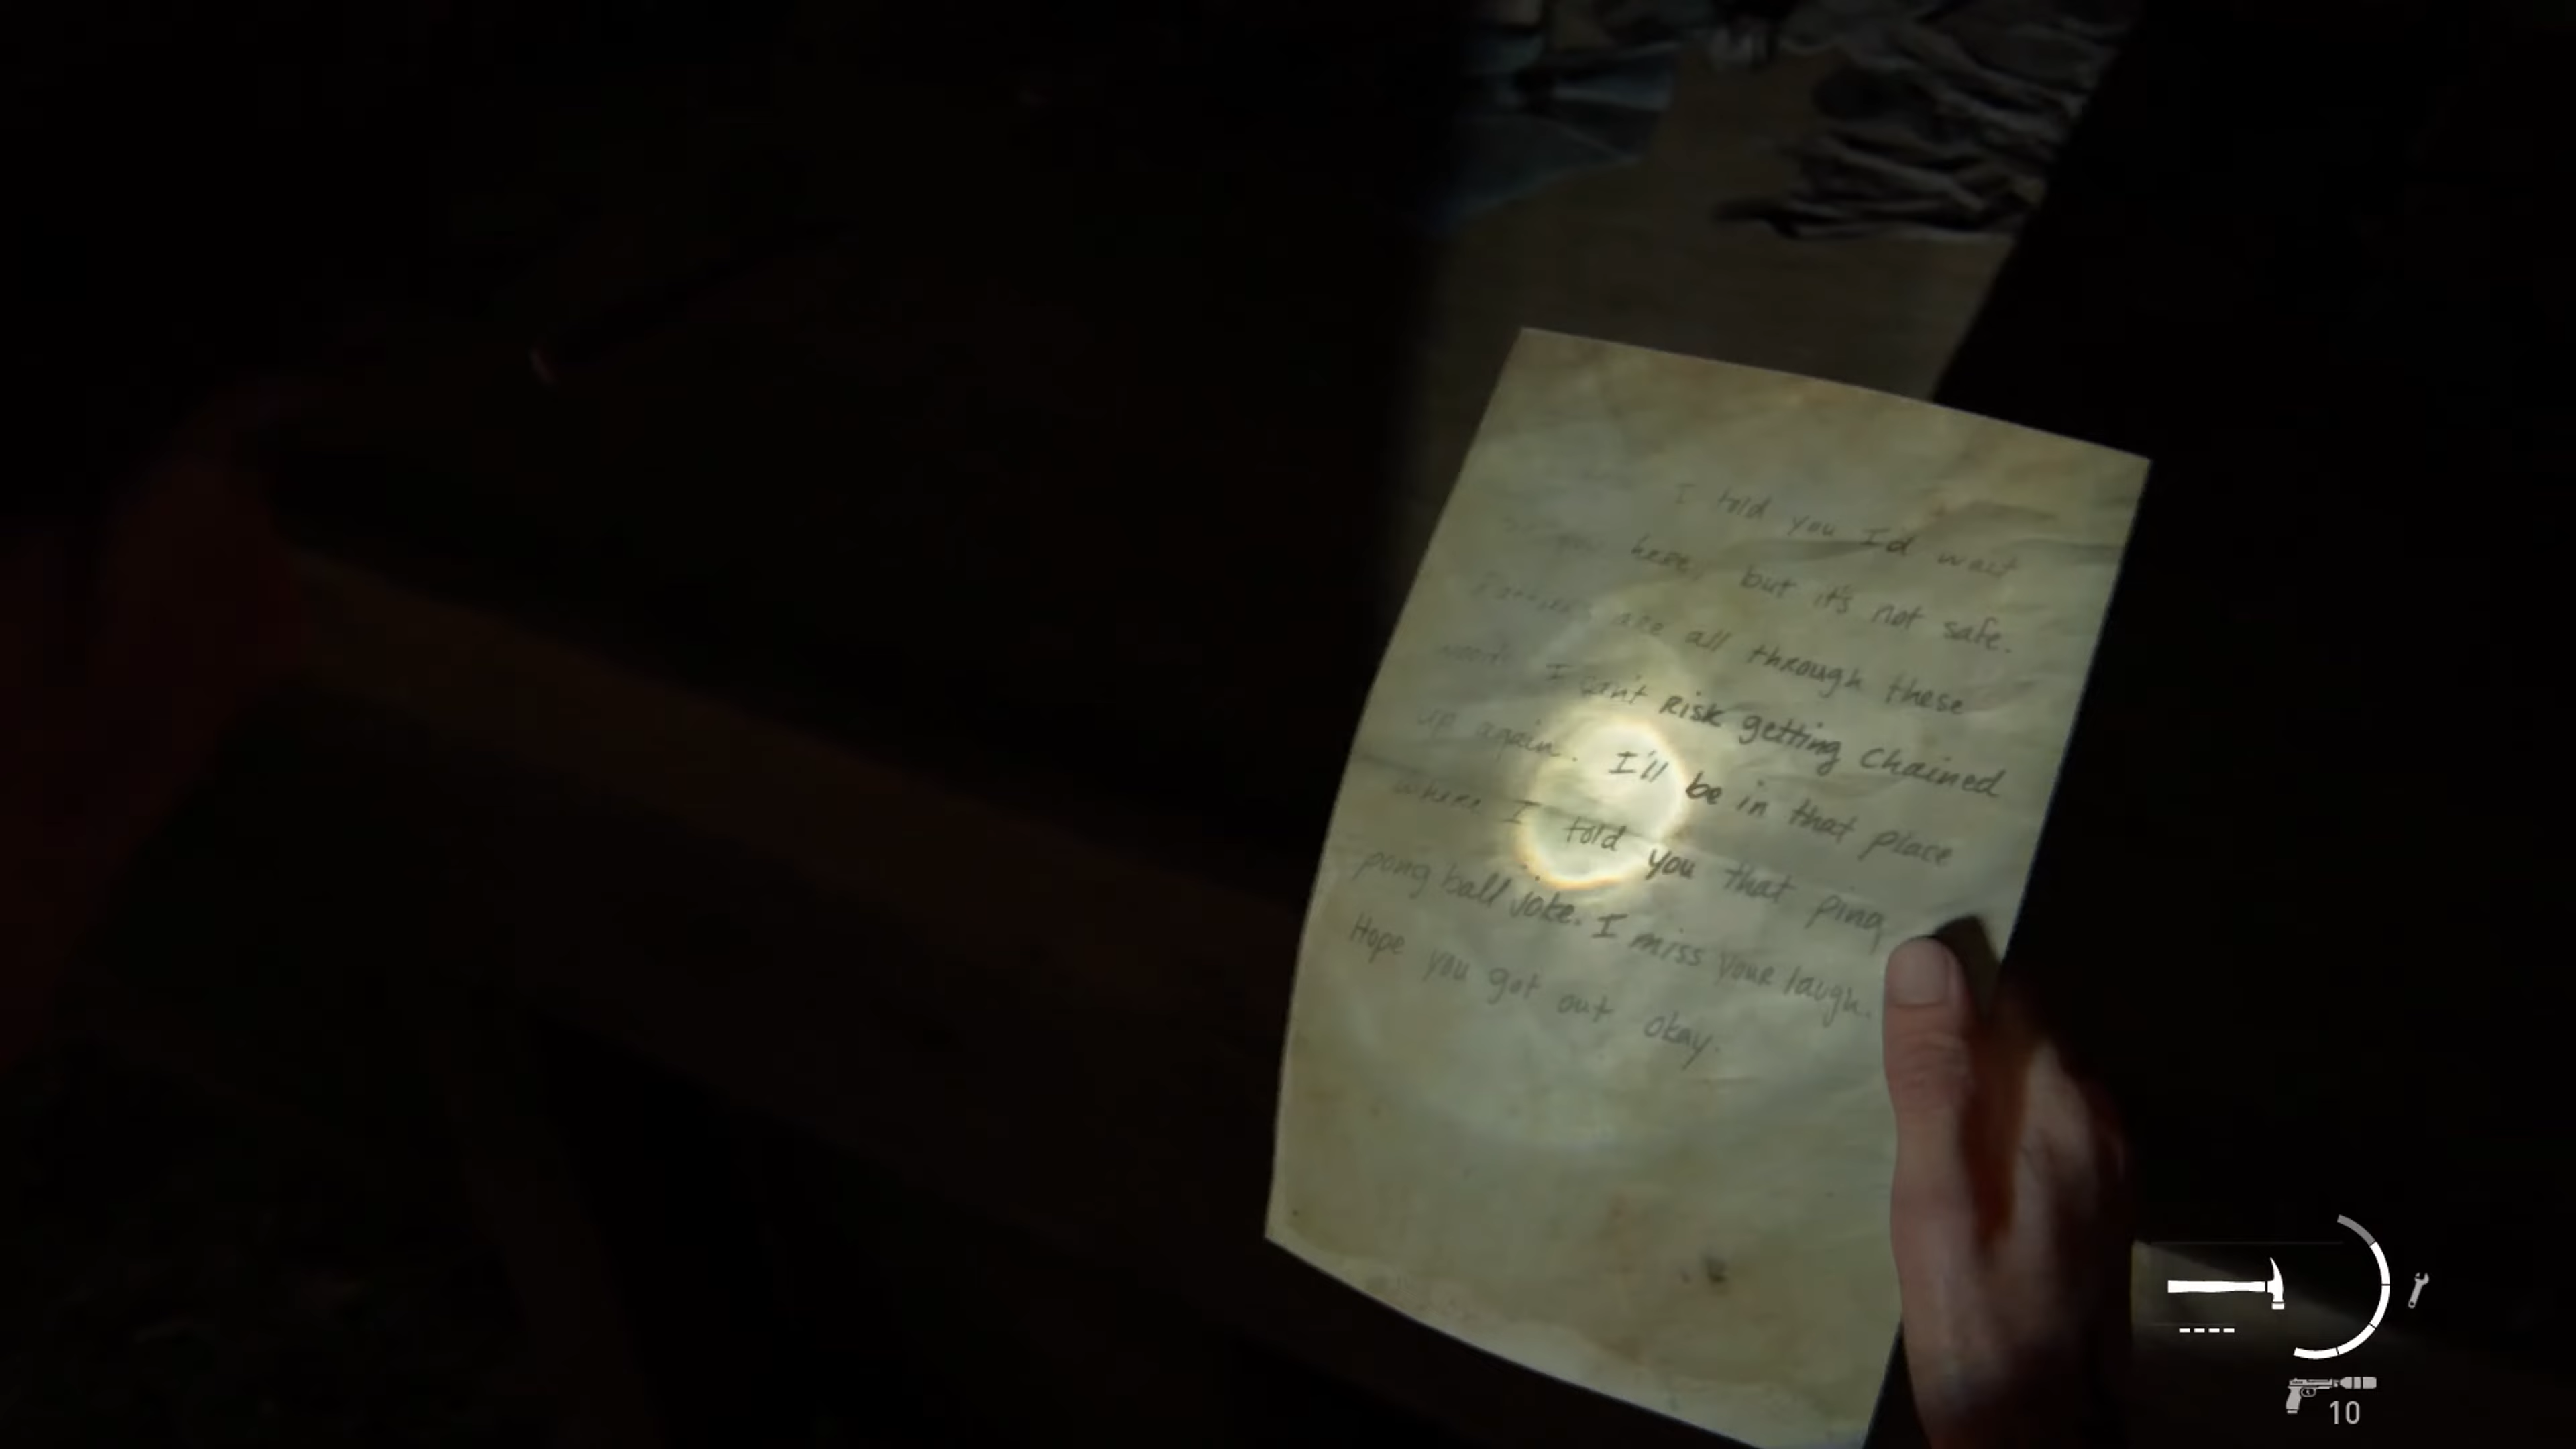 I told you I'd wait
here, but it's not safe.
are all through these
I can't Risk getting Chained
up again. I'll be in that place
where I told you that ping
pong ball joke. I miss your laugh.
Hope you got out okay.
10